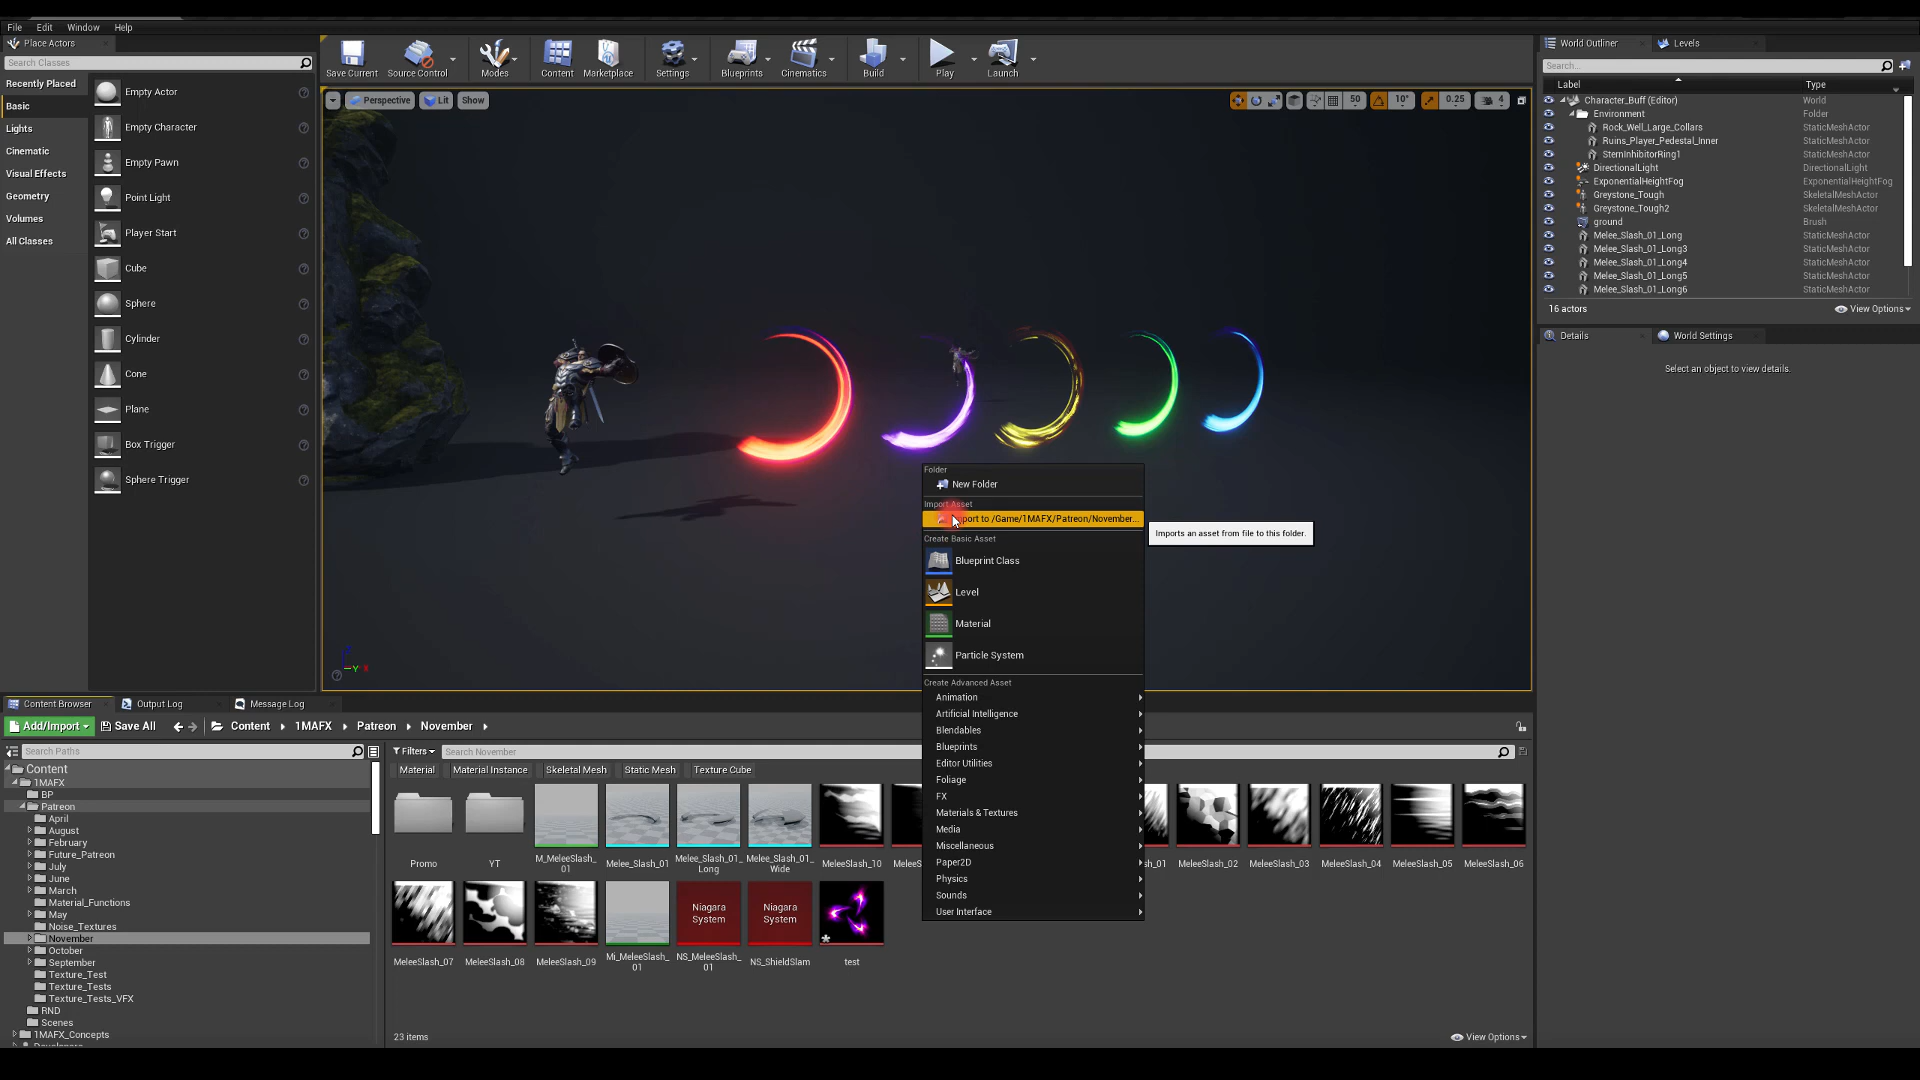 File Edit Window Help
Place Actors
Search Classes
Recently Placed
Basic
Lights
Cinematic
Visual Effects
Geometry
Volumes
All Classes
Empty Actor
Empty Character
Empty Pawn
Point Light
Player Start
Cube
Sphere
Cylinder
Cone
Plane
Box Trigger
Sphere Trigger
Save Current Source Control Modes Content Marketplace Settings Blueprints Cinematics Build Play Launch
Perspective Lit Show
50 10° 0.25 4
World Outliner Levels
Search...
Label Type
Character_Buff (Editor) World
Environment Folder
Rock_Well_Large_Collars StaticMeshActor
Ruins_Player_Pedestal_Inner StaticMeshActor
SternInhibitorRing1 StaticMeshActor
DirectionalLight DirectionalLight
ExponentialHeightFog ExponentialHeightFog
Greystone_Tough SkeletalMeshActor
Greystone_Tough2 SkeletalMeshActor
ground Brush
Melee_Slash_01_Long StaticMeshActor
Melee_Slash_01_Long3 StaticMeshActor
Melee_Slash_01_Long4 StaticMeshActor
Melee_Slash_01_Long5 StaticMeshActor
Melee_Slash_01_Long6 StaticMeshActor
16 actors View Options
Details World Settings
Select an object to view details.
Folder
New Folder
Import Asset
port to /Game/1MAFX/Patreon/November...
Imports an asset from file to this folder.
Create Basic Asset
Blueprint Class
Level
Material
Particle System
Create Advanced Asset
Animation
Artificial Intelligence
Blendables
Blueprints
Editor Utilities
Foliage
FX
Materials & Textures
Media
Miscellaneous
Paper2D
Physics
Sounds
User Interface
Content Browser Output Log Message Log
Add/Import Save All Content 1MAFX Patreon November
Search Paths
Content
1MAFX
BP
Patreon
April
August
February
Future_Patreon
July
June
March
Material_Functions
May
Noise_Textures
November
October
September
Texture_Test
Texture_Tests
Texture_Tests_VFX
RND
Scenes
1MAFX_Concepts
Filters Search November
Material Material Instance Skeletal Mesh Static Mesh Texture Cube
Promo YT M_MeleeSlash_
01 Melee_Slash_01 Melee_Slash_01_
Long Melee_Slash_01_
Wide MeleeSlash_10 MeleeS sh_01 MeleeSlash_02 MeleeSlash_03 MeleeSlash_04 MeleeSlash_05 MeleeSlash_06
Niagara
System
Niagara
System
MeleeSlash_07 MeleeSlash_08 MeleeSlash_09 Mi_MeleeSlash_
01 NS_MeleeSlash_
01 NS_ShieldSlam test
23 items View Options